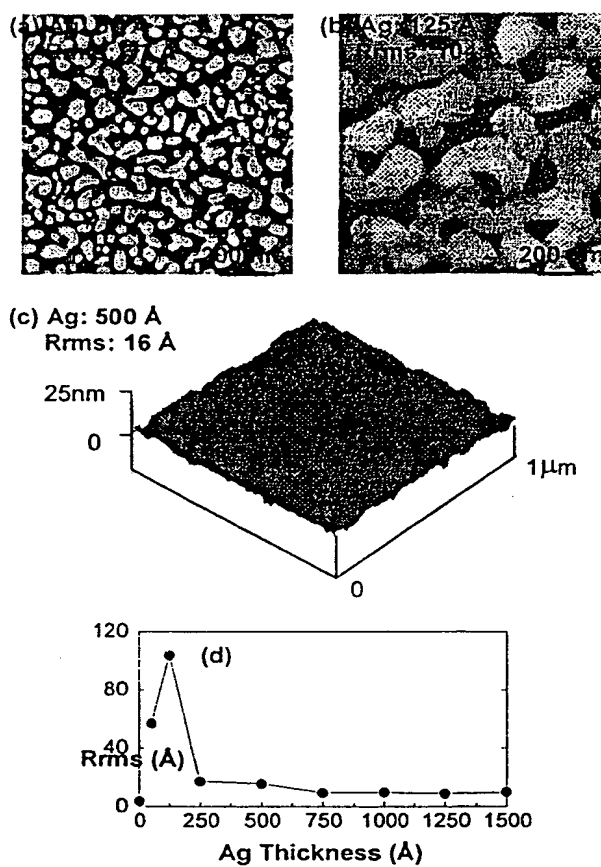 (a)
(b) Ag: 125 Å
Rrms
200 nm
(c) Ag: 500 Å
Rrms: 16 Å
25nm
0
1μm
0
120
(d)
80
40
Rrms (Å)
0
0 250 500 750 1000 1250 1500
Ag Thickness (Å)